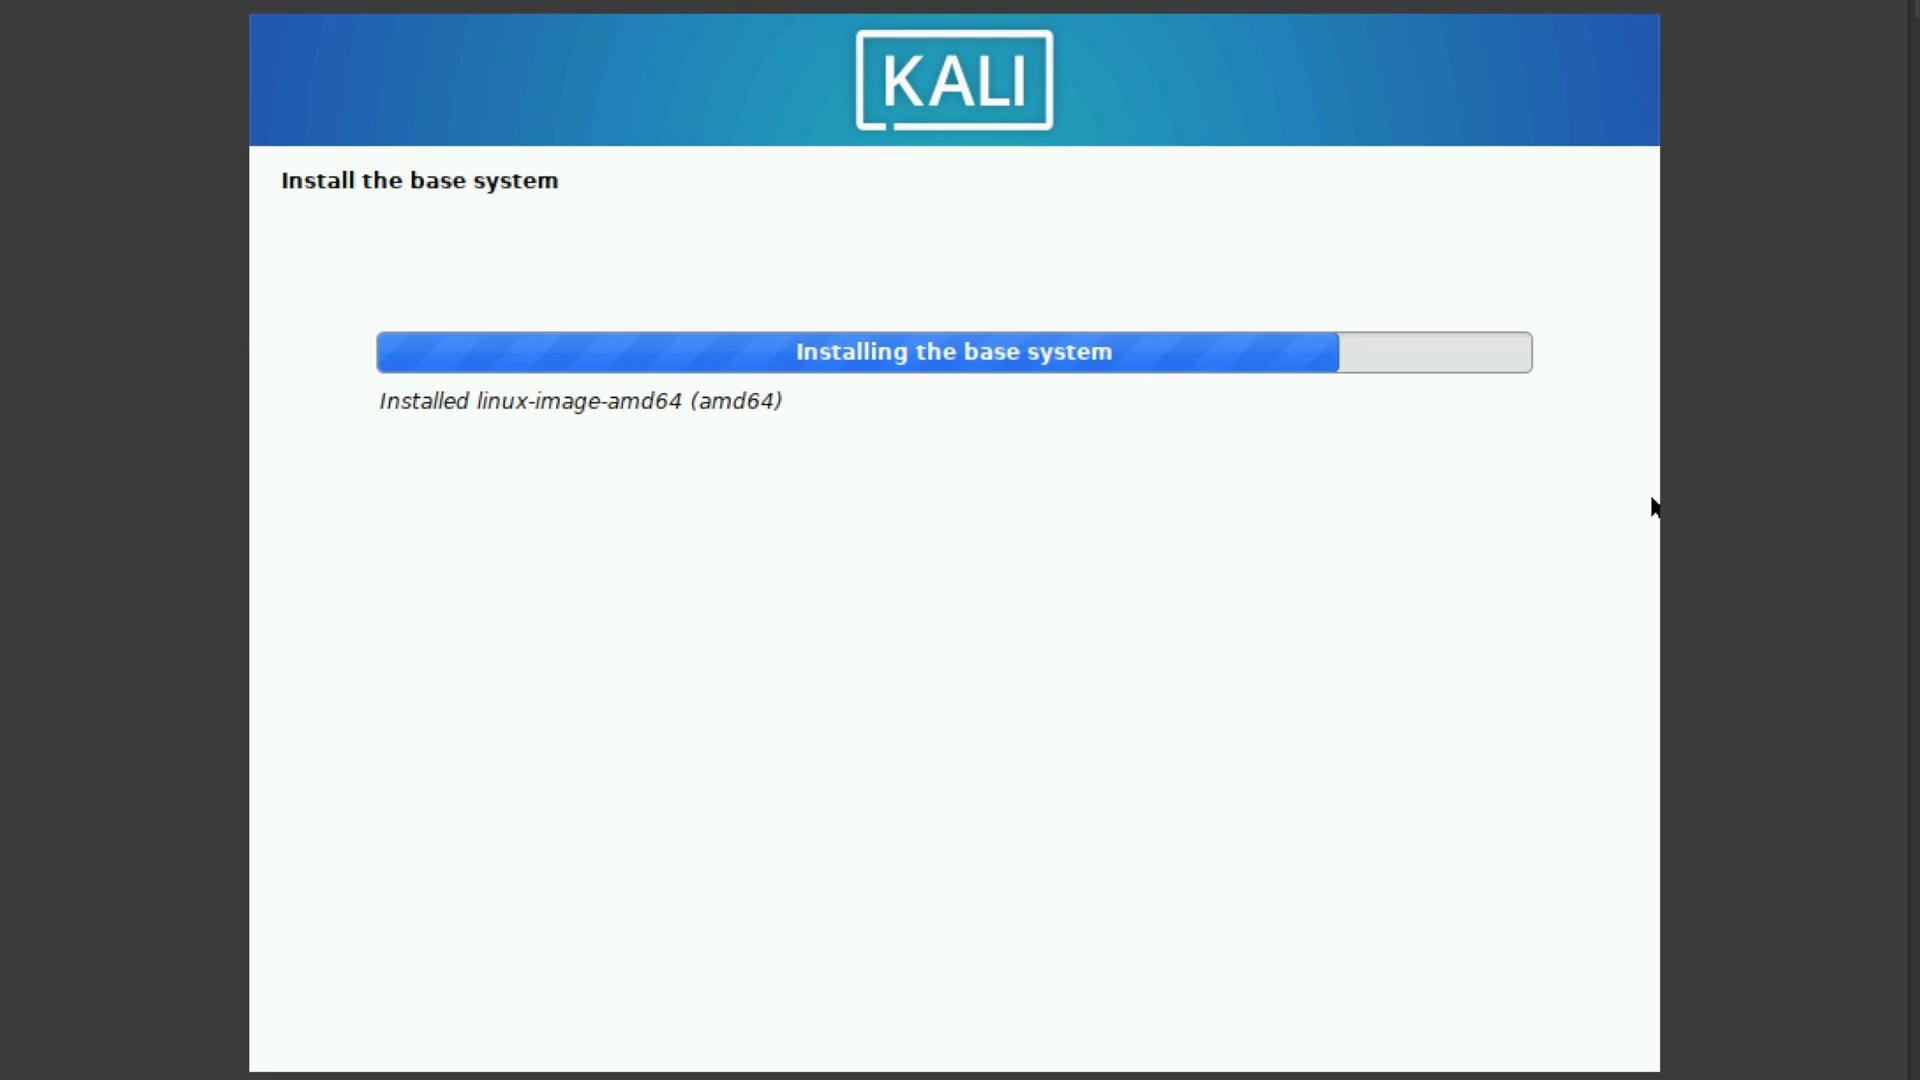 KALI
Install the base system
Installing the base system
Installed linux-image-amd64 (amd64)